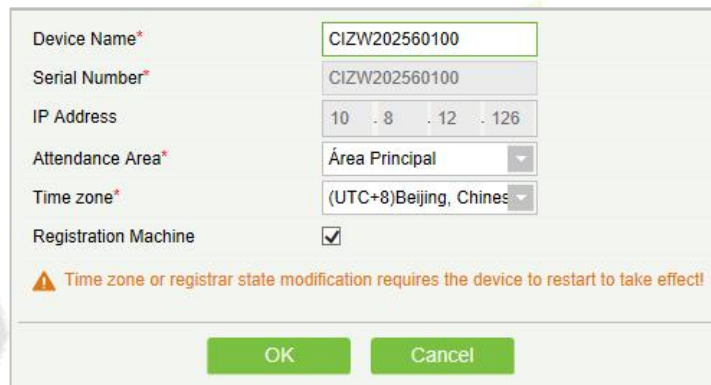 Device Name* CIZW202560100
Serial Number* CIZW202560100
IP Address 10 . 8 . 12 . 126
Attendance Area* Área Principal
Time zone* (UTC+8)Beijing, Chines
Registration Machine
Time zone or registrar state modification requires the device to restart to take effect!
OK Cancel